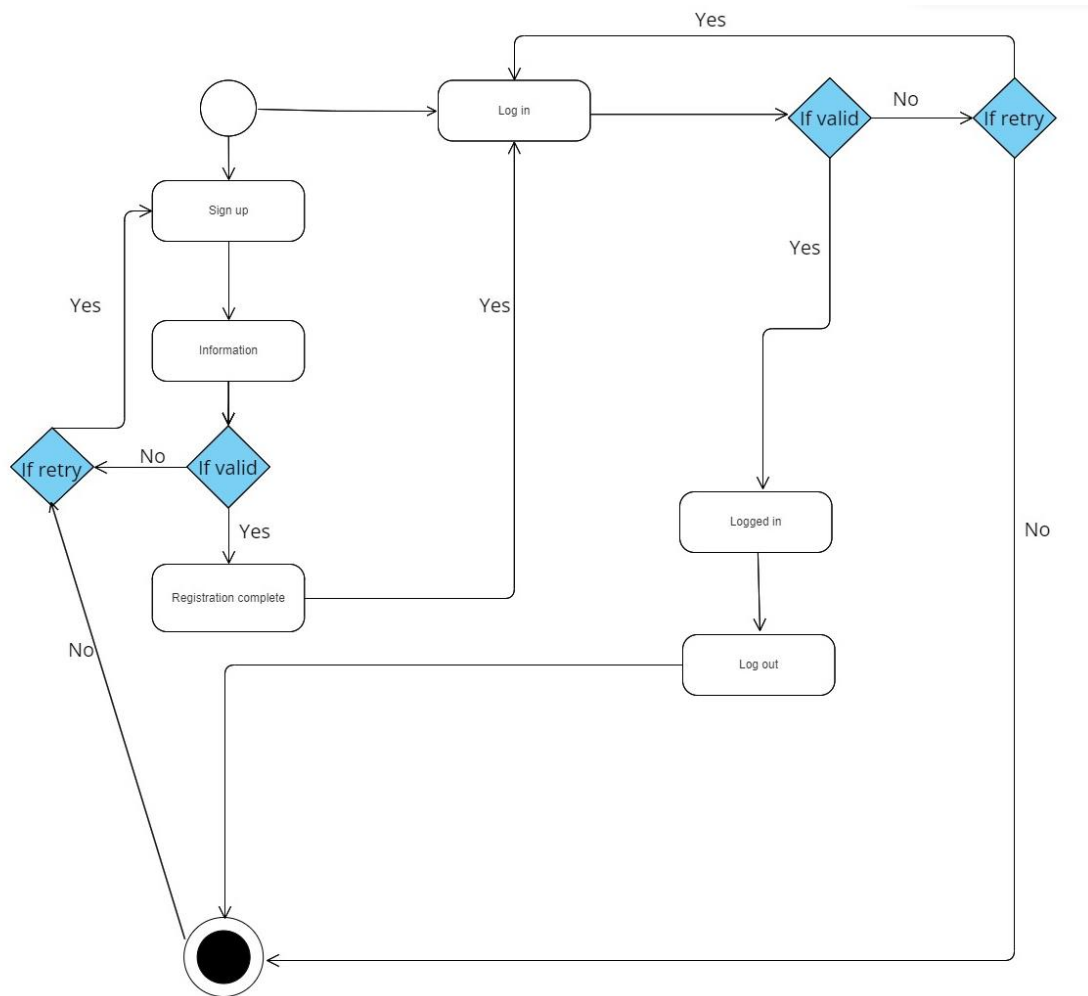 Yes
Log in
If valid
No
If retry
Sign up
Yes
Yes
Yes
Information
If retry
No
If valid
Yes
Logged in
No
Registration complete
No
Log out